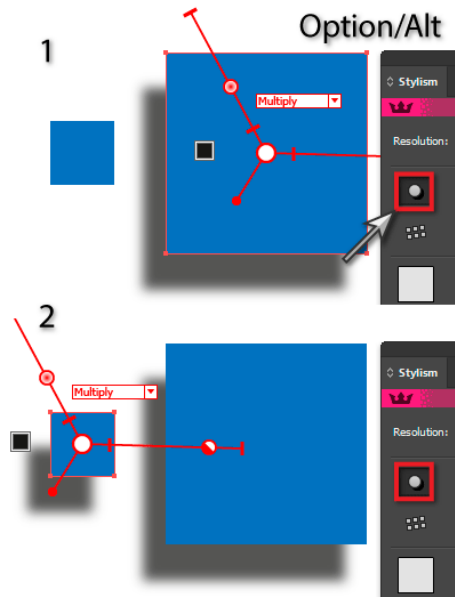 1
Option/Alt
Stylism
Multiply
Resolution:
2
Stylism
Multiply
Resolution: